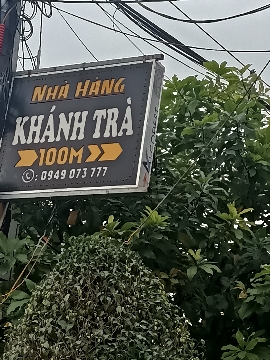 NHÀ HÀNG
KHÁNH TRÀ
100M
: 0949 073 777